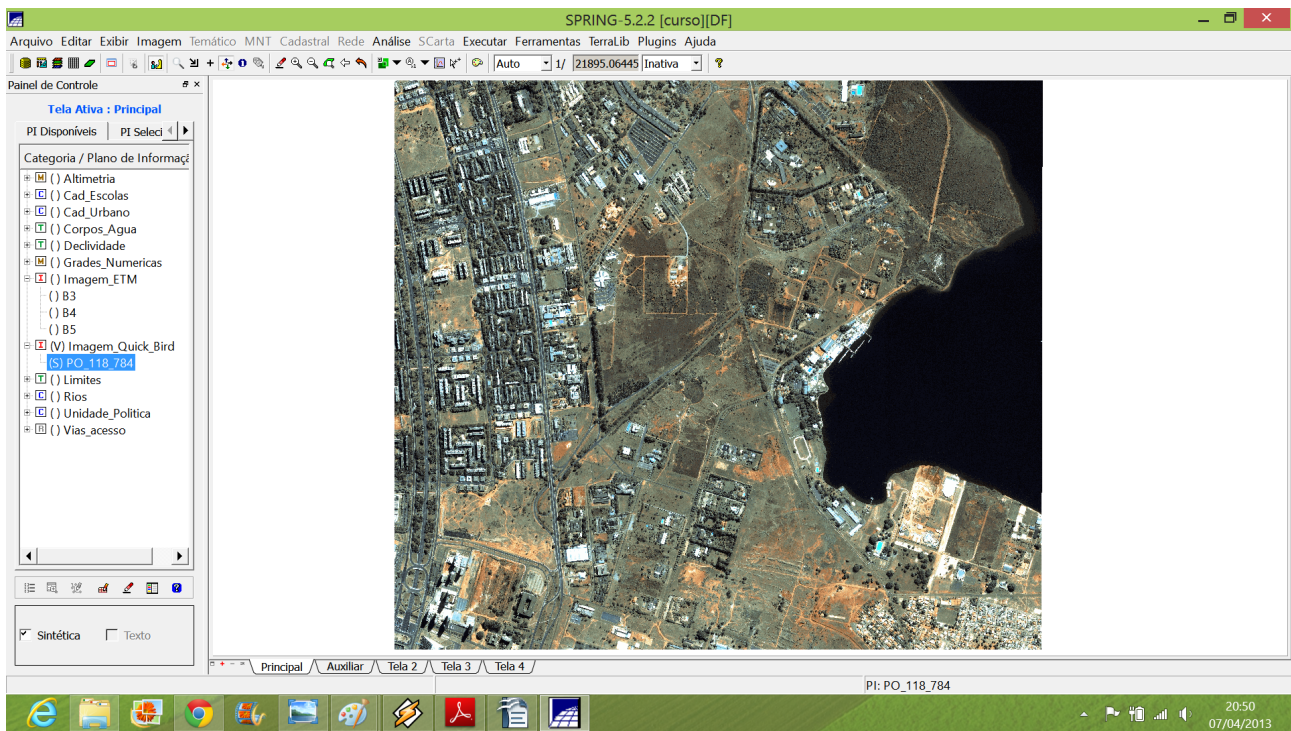 SPRING-5.2.2 [curso][DF]
Arquivo Editar Exibir Imagem Temático MNT Cadastral Rede Análise SCarta Executar Ferramentas TerraLib Plugins Ajuda
Auto 1/ 21895.06445 Inativa
Painel de Controle
Tela Ativa : Principal
PI Disponíveis PI Seleci
Categoria / Plano de Informaçã
M ( ) Altimetria
C ( ) Cad_Escolas
C ( ) Cad_Urbano
T ( ) Corpos_Agua
T ( ) Declividade
M ( ) Grades_Numericas
I ( ) Imagem_ETM
( ) B3
( ) B4
( ) B5
I (V) Imagem_Quick_Bird
(S) PO_118_784
T ( ) Limites
C ( ) Rios
C ( ) Unidade_Politica
R ( ) Vias_acesso
Sintética Texto
Principal Auxiliar Tela 2 Tela 3 Tela 4
PI: PO_118_784
20:50
07/04/2013